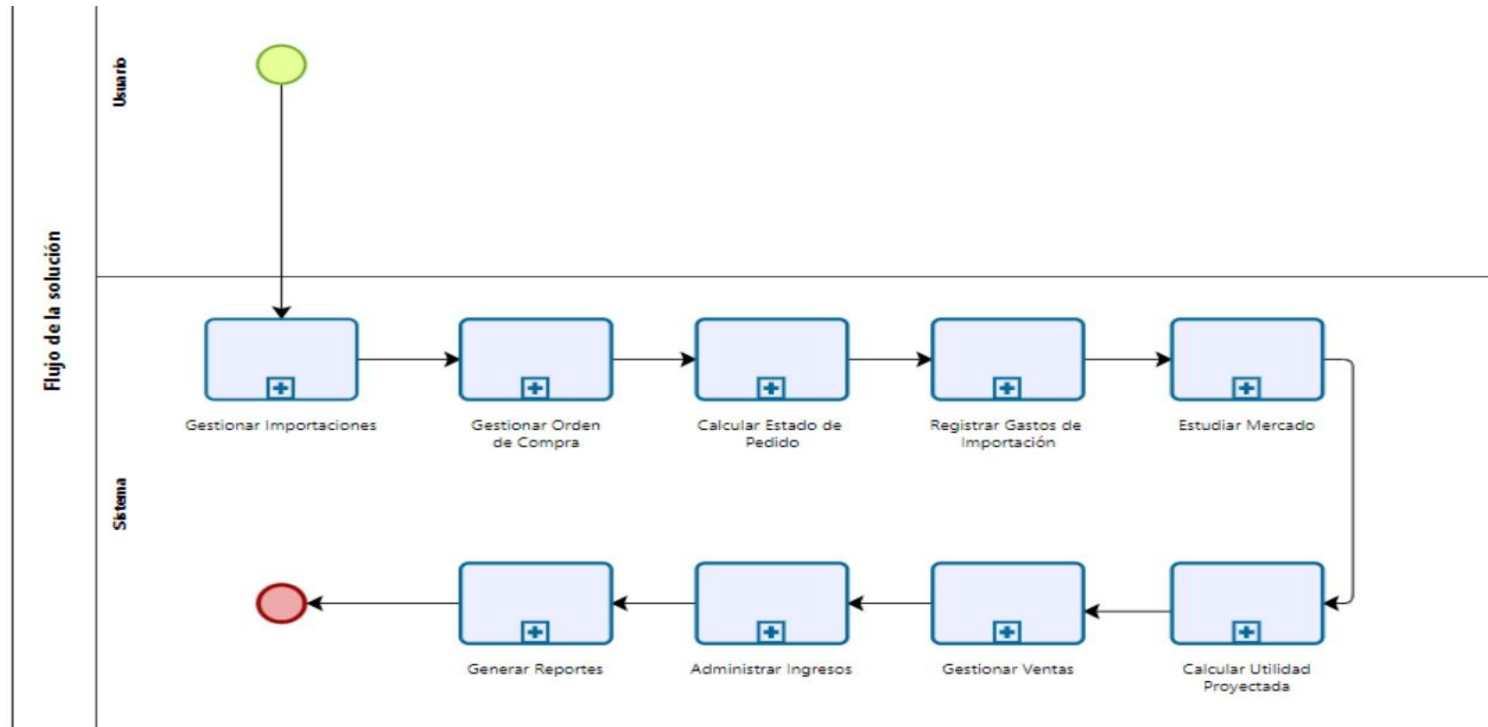 Flujo de la solución
Usuario
Sistema
Gestionar Importaciones
Gestionar Orden
de Compra
Calcular Estado de
Pedido
Registrar Gastos de
Importación
Estudiar Mercado
Generar Reportes
Administrar Ingresos
Gestionar Ventas
Calcular Utilidad
Proyectada